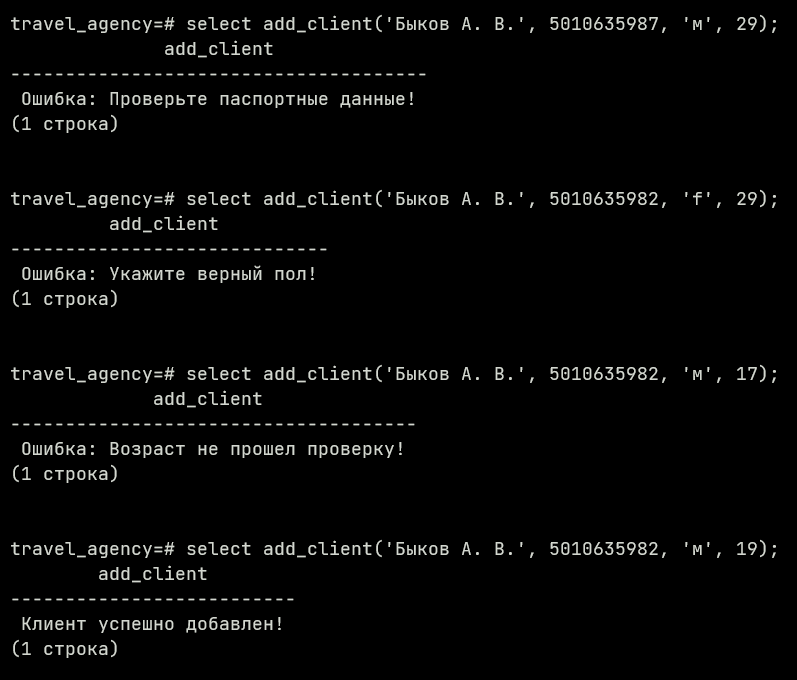 travel_agency=# select add_client('Быков А. В.', 5010635987, 'м', 29);
add_client
--------------------------------------
Ошибка: Проверьте паспортные данные!
(1 строка)
travel_agency=# select add_client('Быков А. В.', 5010635982, 'f', 29);
add_client
-----------------------------
Ошибка: Укажите верный пол!
(1 строка)
travel_agency=# select add_client('Быков А. В.', 5010635982, 'м', 17);
add_client
-------------------------------------
Ошибка: Возраст не прошел проверку!
(1 строка)
travel_agency=# select add_client('Быков А. В.', 5010635982, 'м', 19);
add_client
--------------------------
Клиент успешно добавлен!
(1 строка)